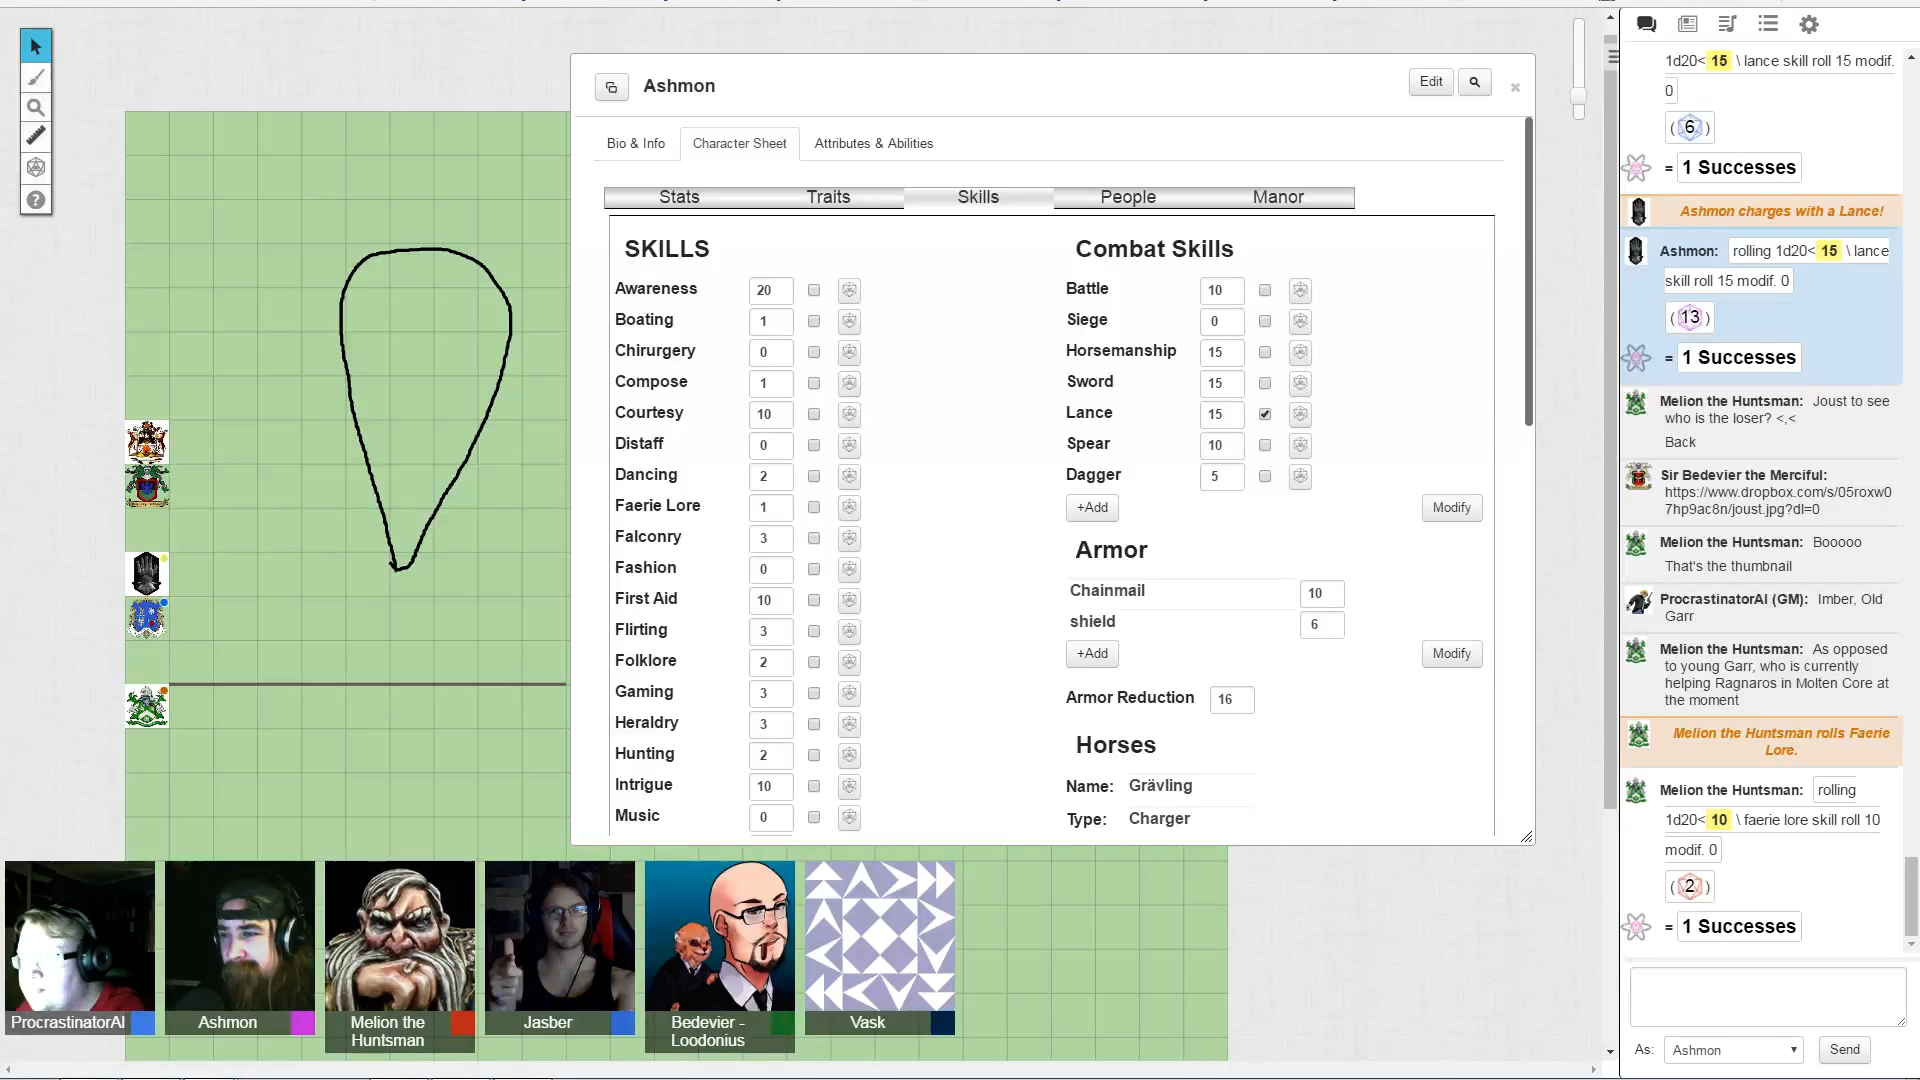 Ashmon
Edit
Bio & Info
Character Sheet
Attributes & Abilities
Stats
Traits
Skills
People
Manor
SKILLS
Awareness 20
Boating 1
Chirurgery 0
Compose 1
Courtesy 10
Distaff 0
Dancing 2
Faerie Lore 1
Falconry 3
Fashion 0
First Aid 10
Flirting 3
Folklore 2
Gaming 3
Heraldry 3
Hunting 2
Intrigue 10
Music 0
Combat Skills
Battle 10
Siege 0
Horsemanship 15
Sword 15
Lance 15
Spear 10
Dagger 5
+Add
Modify
Armor
Chainmail 10
shield 6
+Add
Modify
Armor Reduction 16
Horses
Name: Grävling
Type: Charger
ProcrastinatorAl
Ashmon
Melion the
Huntsman
Jasber
Bedevier -
Loodonius
Vask
1d20< 15 \ lance skill roll 15 modif.
0
(6)
= 1 Successes
Ashmon charges with a Lance!
Ashmon: rolling 1d20< 15 \ lance
skill roll 15 modif. 0
(13)
= 1 Successes
Melion the Huntsman: Joust to see
who is the loser? <,<
Back
Sir Bedevier the Merciful:
https://www.dropbox.com/s/05roxw0
7hp9ac8n/joust.jpg?dl=0
Melion the Huntsman: Booooo
That's the thumbnail
ProcrastinatorAl (GM): Imber, Old
Garr
Melion the Huntsman: As opposed
to young Garr, who is currently
helping Ragnaros in Molten Core at
the moment
Melion the Huntsman rolls Faerie
Lore.
Melion the Huntsman: rolling
1d20< 10 \ faerie lore skill roll 10
modif. 0
(2)
= 1 Successes
As: Ashmon
Send